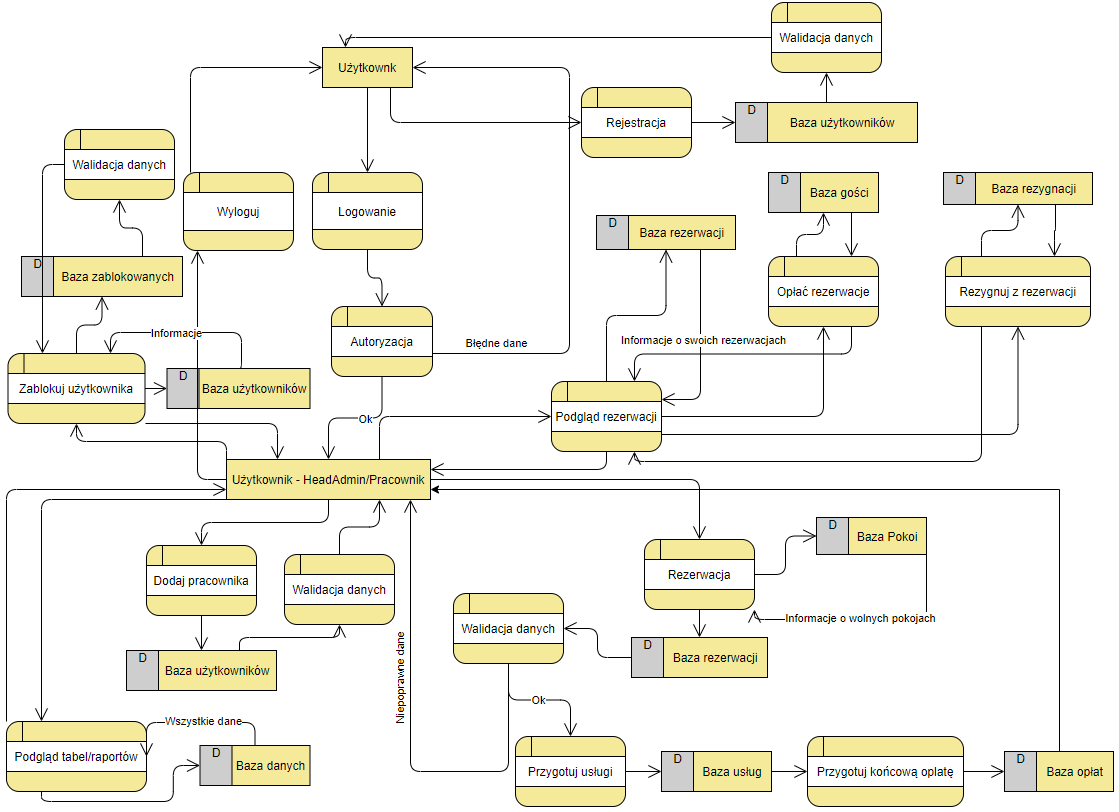 Walidacja danych
Użytkownk
D
Baza użytkowników
Rejestracja
Walidacja danych
Wyloguj
Logowanie
D
Baza gości
D
Baza rezygnacji
D
Baza rezerwacji
D
Baza zablokowanych
Opłać rezerwacje
Rezygnuj z rezerwacji
Informacje
Autoryzacja
Błędne dane
Informacje o swoich rezerwacjach
Zablokuj użytkownika
D
Baza użytkowników
Ok
Podgląd rezerwacji
Użytkownik - HeadAdmin/Pracownik
D
Baza Pokoi
Dodaj pracownika
Walidacja danych
Rezerwacja
Informacje o wolnych pokojach
Walidacja danych
D
Baza rezerwacji
D
Baza użytkowników
Niepoprawne dane
Ok
Wszystkie dane
Podgląd tabel/raportów
D
Baza danych
Przygotuj usługi
D
Baza usług
Przygotuj końcową opłatę
D
Baza opłat